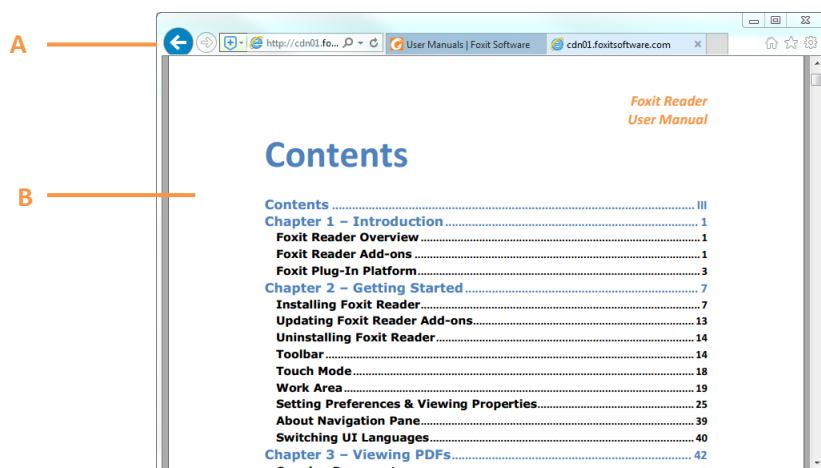 A
http://cdn01.fo... User Manuals | Foxit Software cdn01.foxitsoftware.com
Foxit Reader
User Manual
Contents
B
Contents III
Chapter 1 – Introduction 1
Foxit Reader Overview 1
Foxit Reader Add-ons 1
Foxit Plug-In Platform 3
Chapter 2 – Getting Started 7
Installing Foxit Reader 7
Updating Foxit Reader Add-ons 13
Uninstalling Foxit Reader 14
Toolbar 14
Touch Mode 18
Work Area 19
Setting Preferences & Viewing Properties 25
About Navigation Pane 39
Switching UI Languages 40
Chapter 3 – Viewing PDFs 42